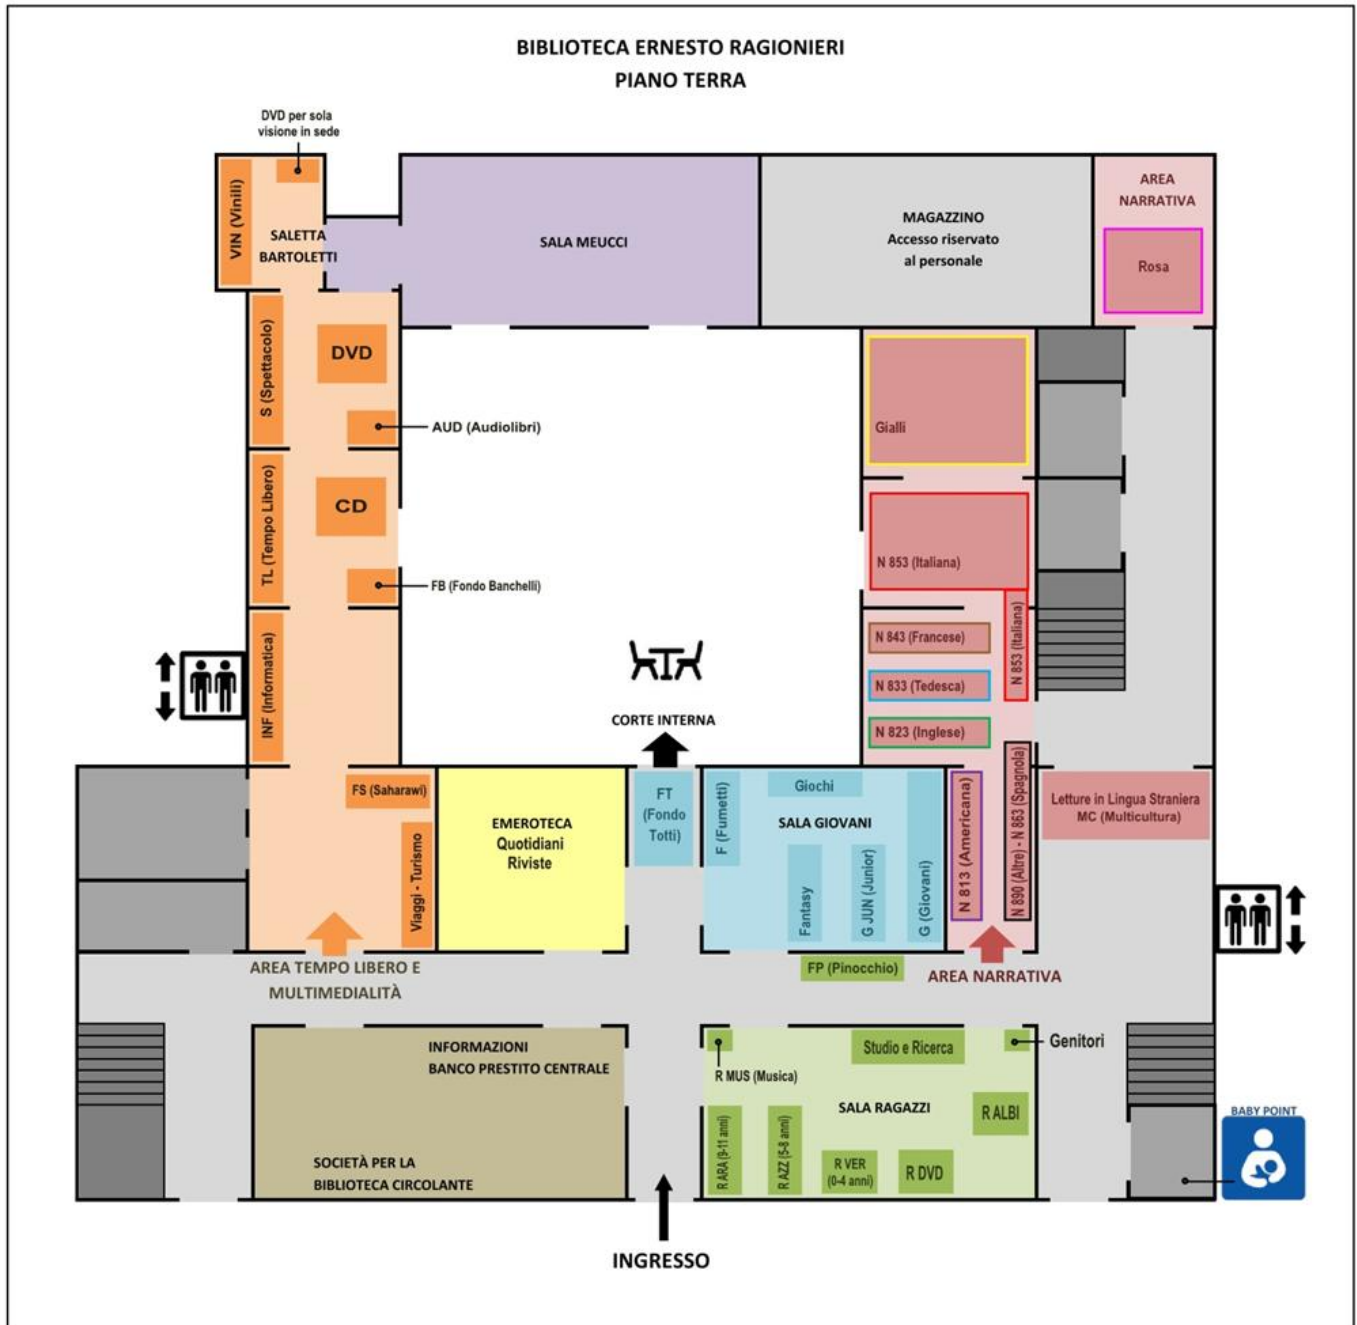 BIBLIOTECA ERNESTO RAGIONIERI
PIANO TERRA
DVD per sola
visione in sede
VIN (Vinili)
SALETTA
BARTOLETTI
SALA MEUCCI
MAGAZZINO
Accesso riservato
al personale
AREA
NARRATIVA
Rosa
S (Spettacolo)
DVD
AUD (Audiolibri)
Gialli
TL (Tempo Libero)
CD
FB (Fondo Banchelli)
N 853 (Italiana)
N 853 (Italiana)
N 843 (Francese)
N 833 (Tedesca)
N 823 (Inglese)
INF (Informatica)
CORTE INTERNA
FS (Saharawi)
Viaggi - Turismo
EMEROTECA
Quotidiani
Riviste
FT
(Fondo
Totti)
F (Fumetti)
Giochi
SALA GIOVANI
Fantasy
G JUN (Junior)
G (Giovani)
N 813 (Americana)
N 890 (Altre) - N 863 (Spagnola)
Letture in Lingua Straniera
MC (Multicultura)
AREA TEMPO LIBERO E
MULTIMEDIALITÀ
FP (Pinocchio)
AREA NARRATIVA
INFORMAZIONI
BANCO PRESTITO CENTRALE
SOCIETÀ PER LA
BIBLIOTECA CIRCOLANTE
R MUS (Musica)
Studio e Ricerca
Genitori
SALA RAGAZZI
R ALBI
R ARA (9-11 anni)
R AZZ (5-8 anni)
R VER
(0-4 anni)
R DVD
BABY POINT
INGRESSO